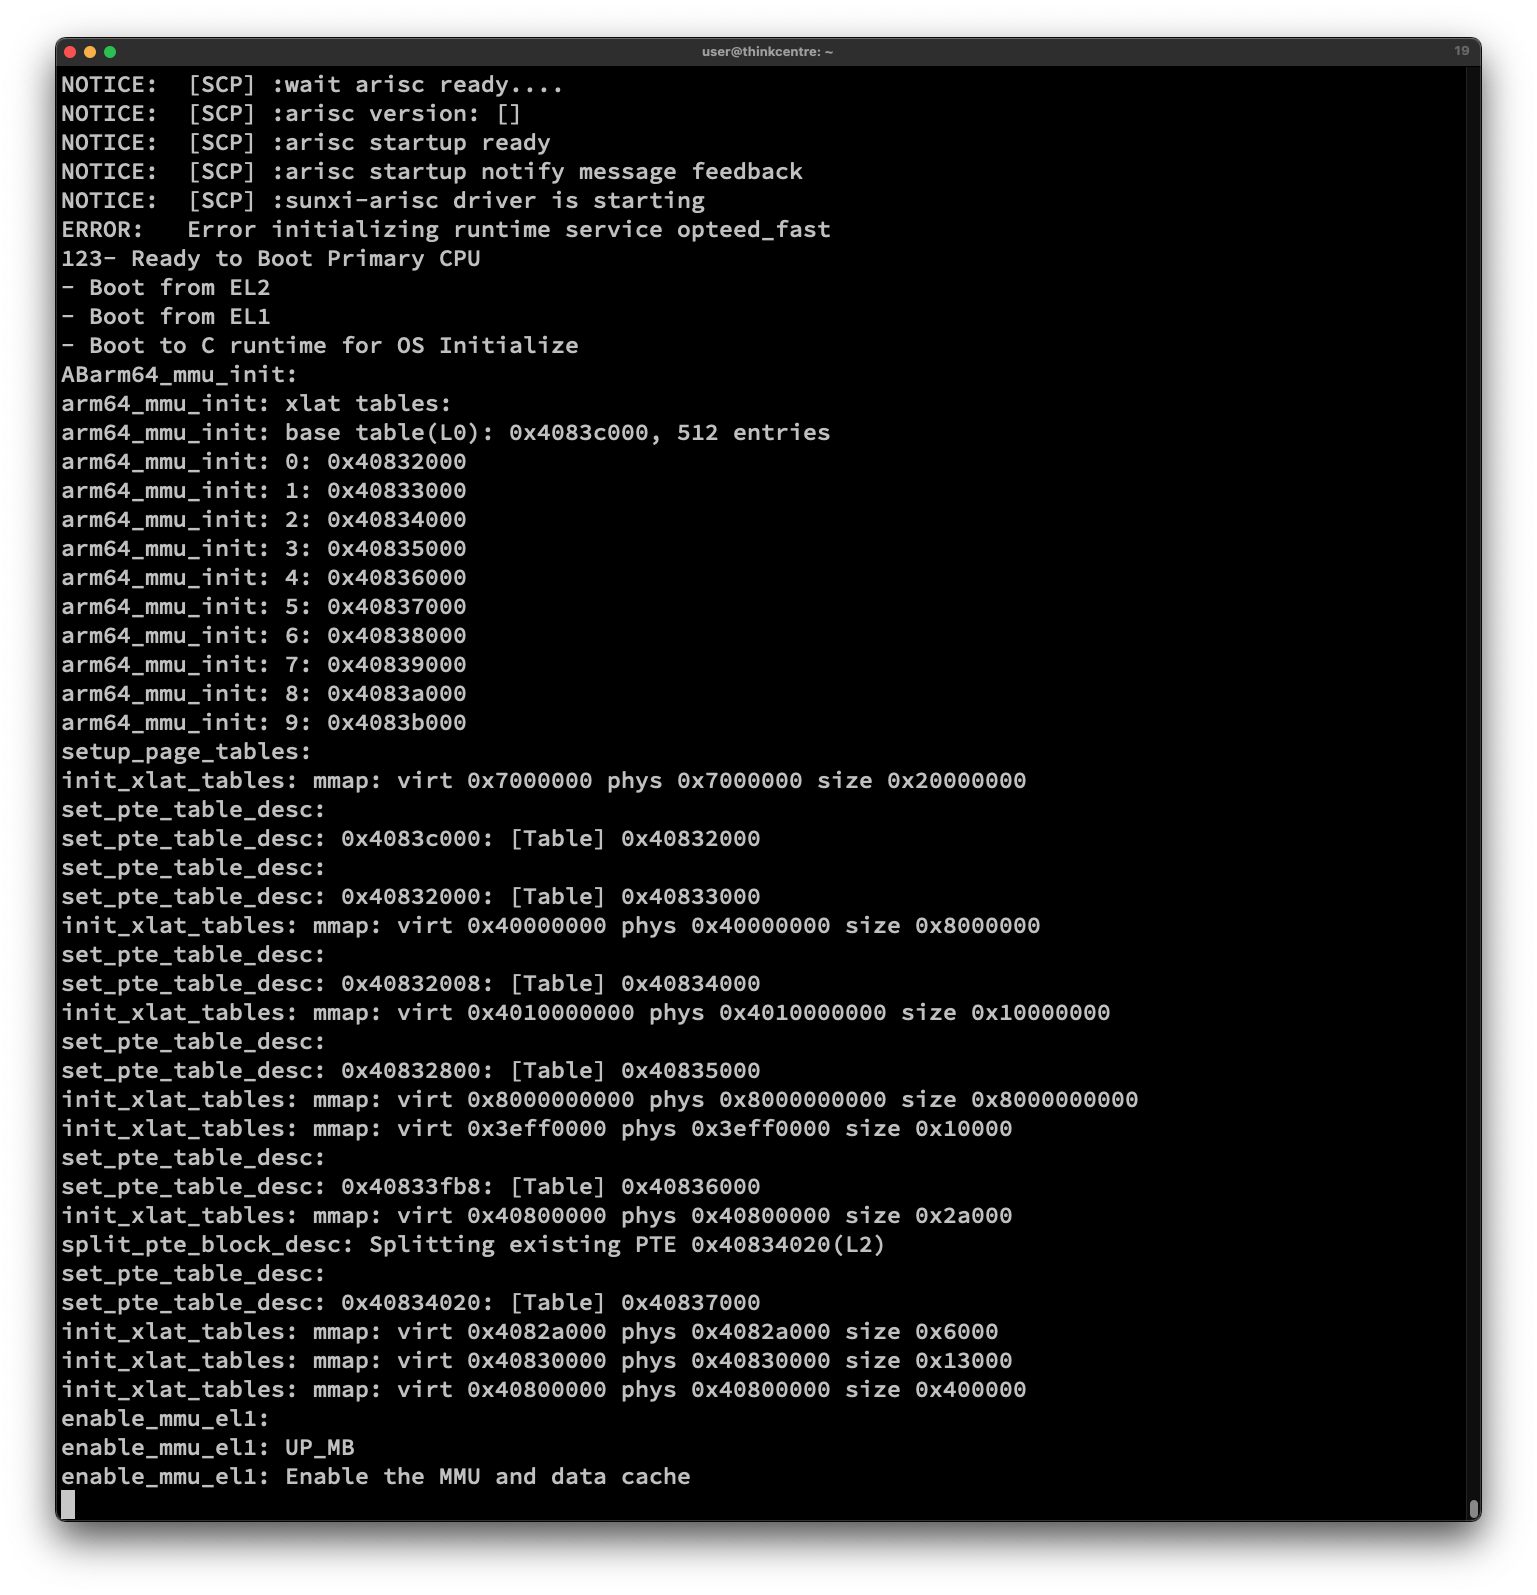 user@thinkcentre: ~
19
NOTICE:  [SCP] :wait arisc ready....
NOTICE:  [SCP] :arisc version: []
NOTICE:  [SCP] :arisc startup ready
NOTICE:  [SCP] :arisc startup notify message feedback
NOTICE:  [SCP] :sunxi-arisc driver is starting
ERROR:   Error initializing runtime service opteed_fast
123- Ready to Boot Primary CPU
- Boot from EL2
- Boot from EL1
- Boot to C runtime for OS Initialize
ABarm64_mmu_init:
arm64_mmu_init: xlat tables:
arm64_mmu_init: base table(L0): 0x4083c000, 512 entries
arm64_mmu_init: 0: 0x40832000
arm64_mmu_init: 1: 0x40833000
arm64_mmu_init: 2: 0x40834000
arm64_mmu_init: 3: 0x40835000
arm64_mmu_init: 4: 0x40836000
arm64_mmu_init: 5: 0x40837000
arm64_mmu_init: 6: 0x40838000
arm64_mmu_init: 7: 0x40839000
arm64_mmu_init: 8: 0x4083a000
arm64_mmu_init: 9: 0x4083b000
setup_page_tables:
init_xlat_tables: mmap: virt 0x7000000 phys 0x7000000 size 0x20000000
set_pte_table_desc:
set_pte_table_desc: 0x4083c000: [Table] 0x40832000
set_pte_table_desc:
set_pte_table_desc: 0x40832000: [Table] 0x40833000
init_xlat_tables: mmap: virt 0x40000000 phys 0x40000000 size 0x8000000
set_pte_table_desc:
set_pte_table_desc: 0x40832008: [Table] 0x40834000
init_xlat_tables: mmap: virt 0x4010000000 phys 0x4010000000 size 0x10000000
set_pte_table_desc:
set_pte_table_desc: 0x40832800: [Table] 0x40835000
init_xlat_tables: mmap: virt 0x8000000000 phys 0x8000000000 size 0x8000000000
init_xlat_tables: mmap: virt 0x3eff0000 phys 0x3eff0000 size 0x10000
set_pte_table_desc:
set_pte_table_desc: 0x40833fb8: [Table] 0x40836000
init_xlat_tables: mmap: virt 0x40800000 phys 0x40800000 size 0x2a000
split_pte_block_desc: Splitting existing PTE 0x40834020(L2)
set_pte_table_desc:
set_pte_table_desc: 0x40834020: [Table] 0x40837000
init_xlat_tables: mmap: virt 0x4082a000 phys 0x4082a000 size 0x6000
init_xlat_tables: mmap: virt 0x40830000 phys 0x40830000 size 0x13000
init_xlat_tables: mmap: virt 0x40800000 phys 0x40800000 size 0x400000
enable_mmu_el1:
enable_mmu_el1: UP_MB
enable_mmu_el1: Enable the MMU and data cache